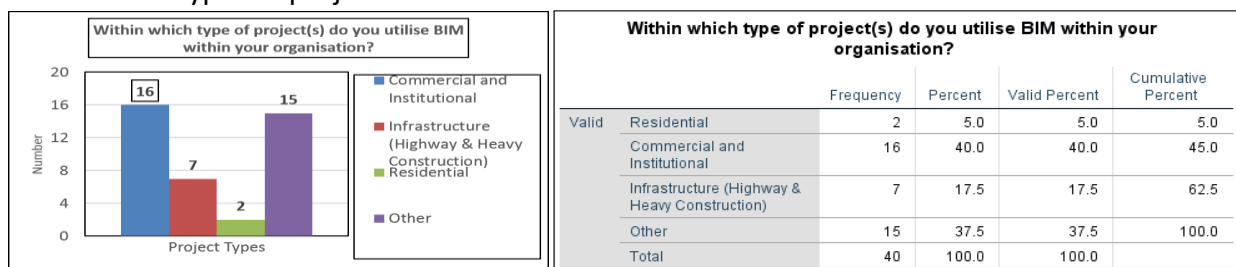 Within which type of project(s) do you utilise BIM
within your organisation?
20
16
12
8
4
0
Number
16
7
2
15
Project Types
Commercial and
Institutional
Infrastructure
(Highway & Heavy
Construction)
Residential
Other
Within which type of project(s) do you utilise BIM within your
organisation?
Frequency Percent Valid Percent Cumulative
Percent
Valid Residential 2 5.0 5.0 5.0
Commercial and
Institutional 16 40.0 40.0 45.0
Infrastructure (Highway &
Heavy Construction) 7 17.5 17.5 62.5
Other 15 37.5 37.5 100.0
Total 40 100.0 100.0